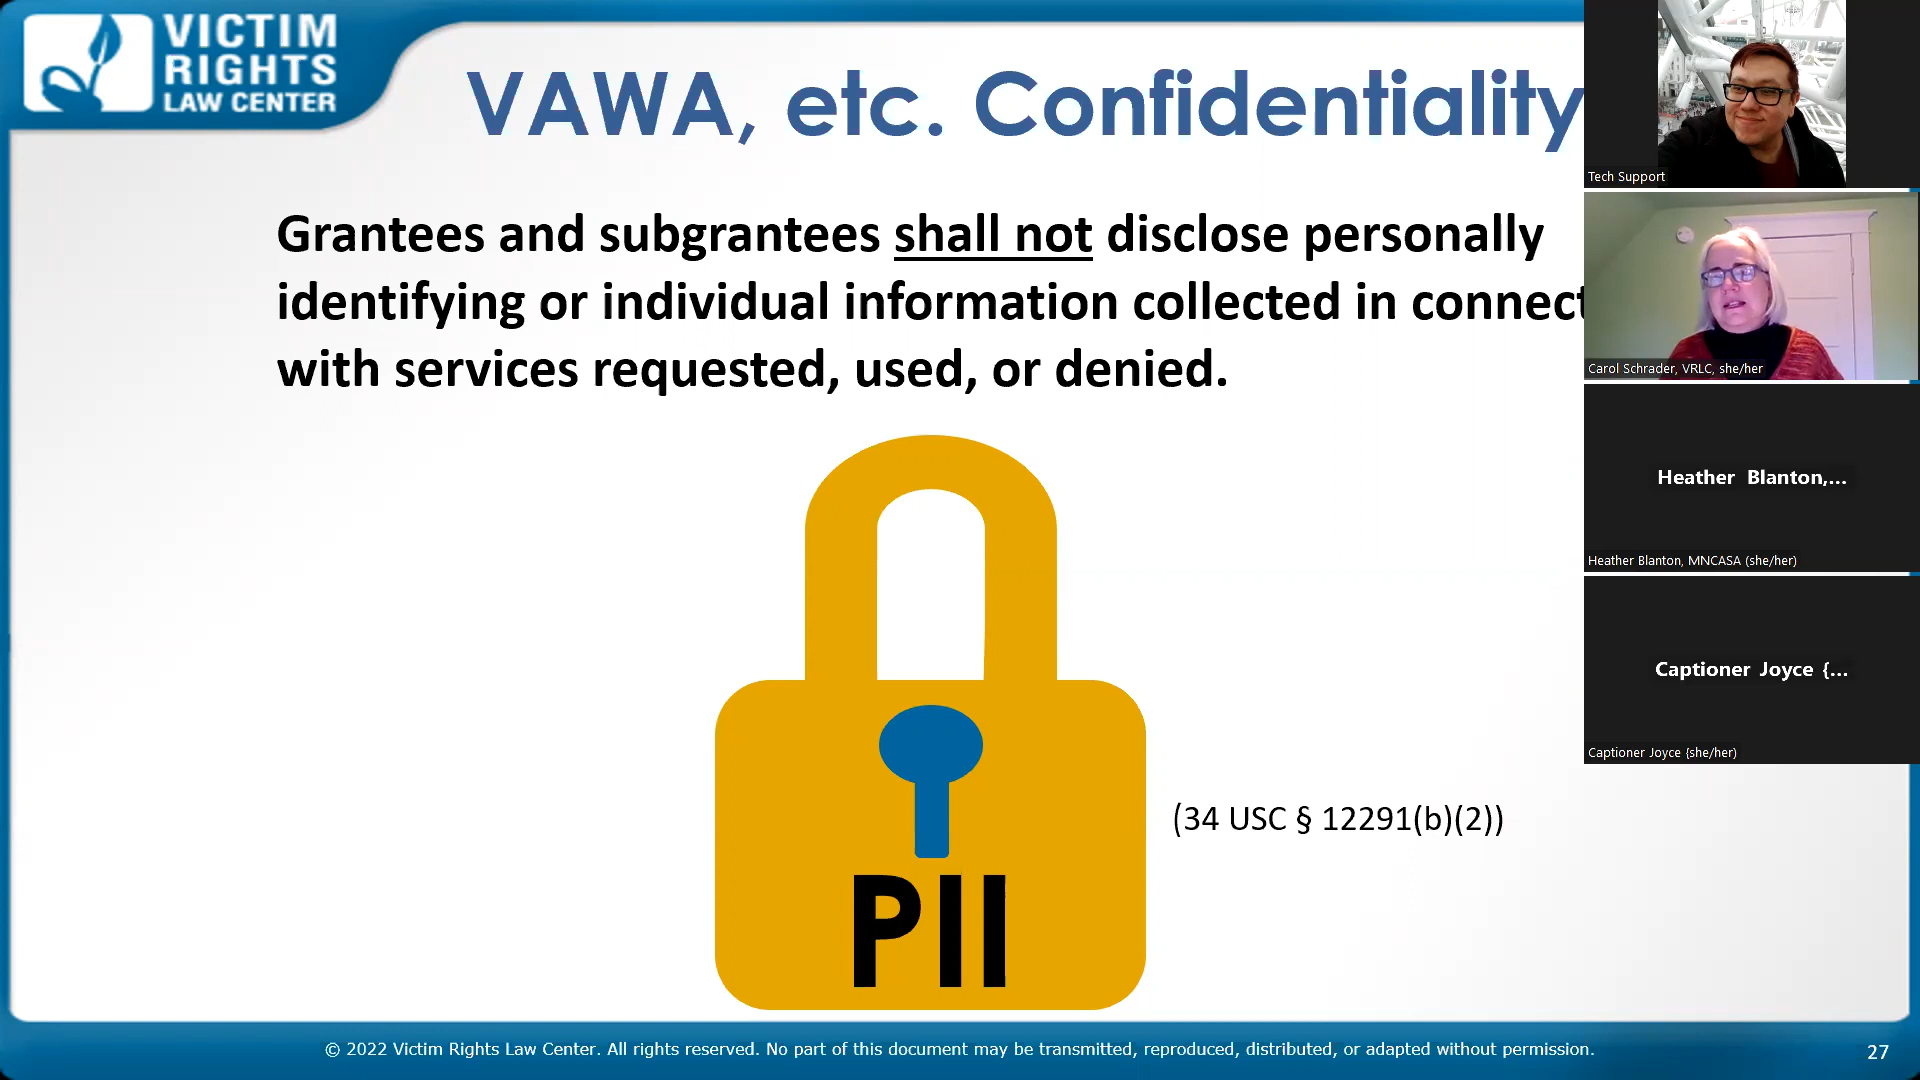 VICTIM
RIGHTS
LAW CENTER
VAWA, etc. Confidentiality
Grantees and subgrantees shall not disclose personally
identifying or individual information collected in connect
with services requested, used, or denied.
PII
(34 USC § 12291(b)(2))
© 2022 Victim Rights Law Center. All rights reserved. No part of this document may be transmitted, reproduced, distributed, or adapted without permission.
27
Tech Support
Carol Schrader, VRLC, she/her
Heather Blanton,...
Heather Blanton, MNCASA (she/her)
Captioner Joyce {...
Captioner Joyce {she/her)